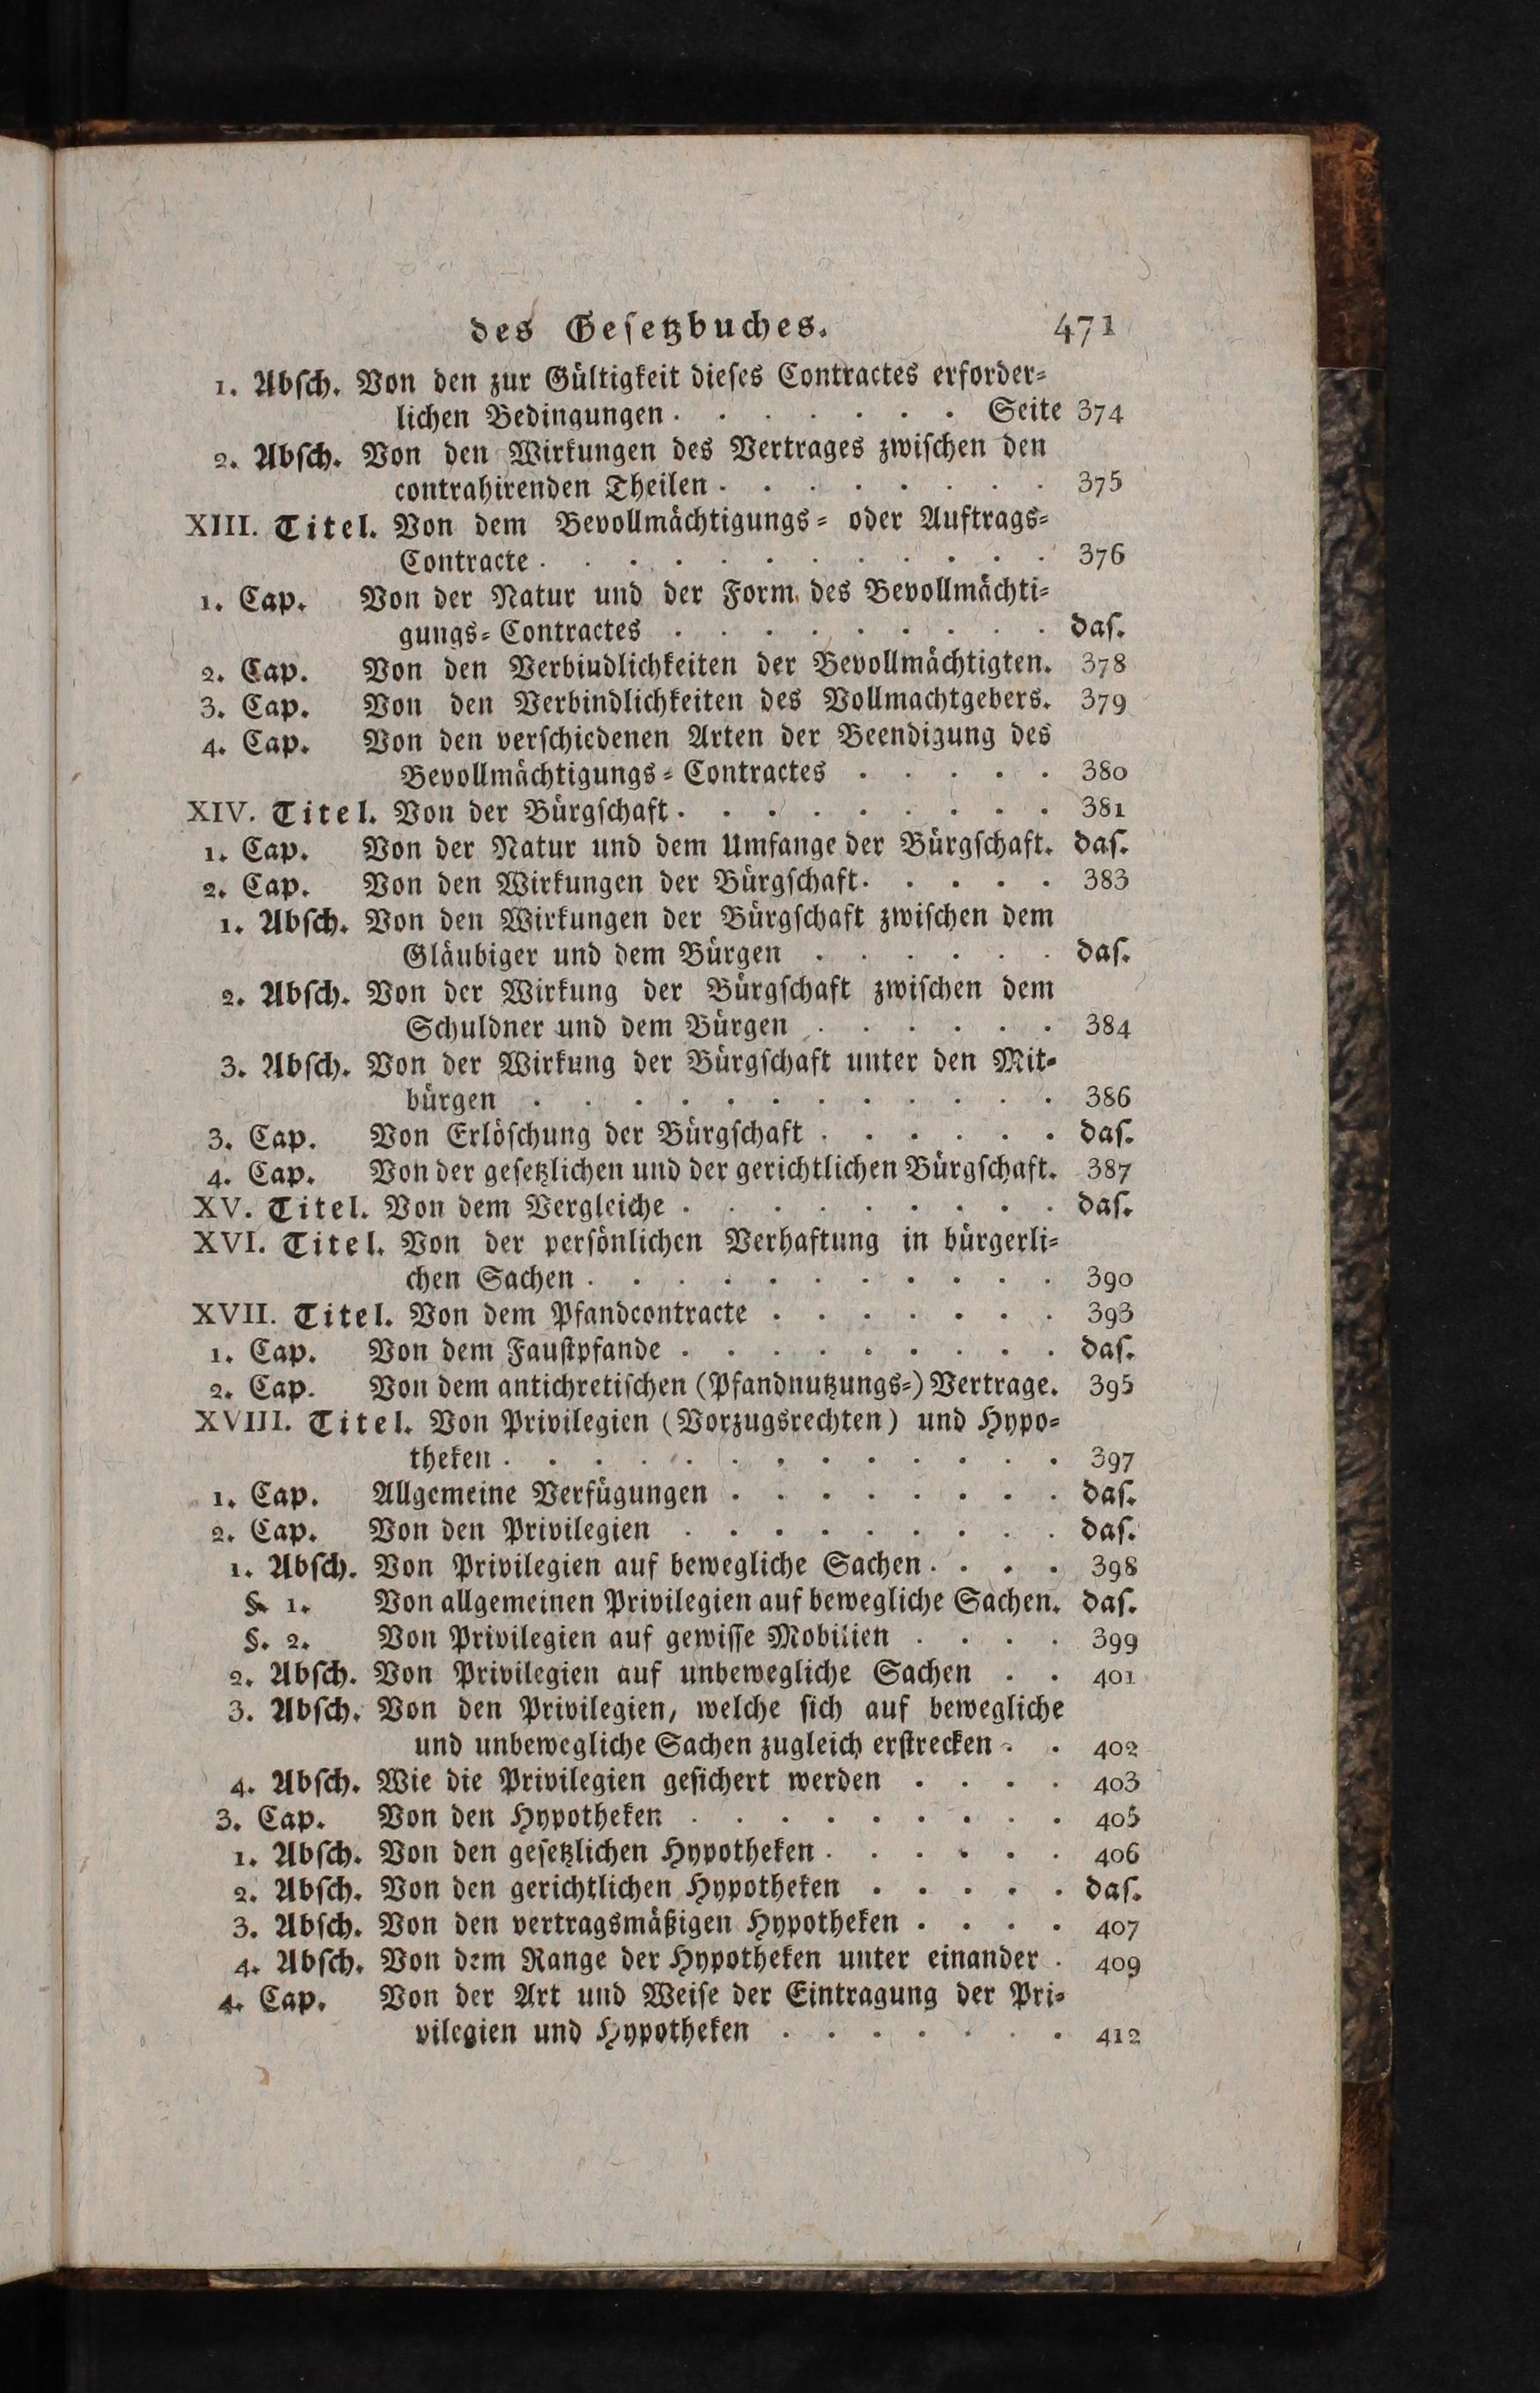 des Gesetzbuches. 471
1. Absch. Von den zur Gültigkeit dieses Contractes erforder-
lichen Bedingungen . . . . . . . Seite 374
2. Absch. Von den Wirkungen des Vertrages zwischen den
contrahirenden Theilen . . . . . . . . 375
XIII. Titel. Von dem Bevollmächtigungs- oder Auftrags-
Contracte . . . . . . . . . . . . 376
1. Cap. Von der Natur und der Form des Bevollmächti-
gungs-Contractes . . . . . . . . . das.
2. Cap. Von den Verbiudlichkeiten der Bevollmächtigten. 378
3. Cap. Von den Verbindlichkeiten des Vollmachtgebers. 379
4. Cap. Von den verschiedenen Arten der Beendigung des
Bevollmächtigungs-Contractes . . . . . 380
XIV. Titel. Von der Bürgschaft . . . . . . . . . 381
1. Cap. Von der Natur und dem Umfange der Bürgschaft. das.
2. Cap. Von den Wirkungen der Bürgschaft . . . . . 383
1. Absch. Von den Wirkungen der Bürgschaft zwischen dem
Gläubiger und dem Bürgen . . . . . . das.
2. Absch. Von der Wirkung der Bürgschaft zwischen dem
Schuldner und dem Bürgen . . . . . . 384
3. Absch. Von der Wirkung der Bürgschaft unter den Mit-
bürgen . . . . . . . . . . . . 386
3. Cap. Von Erlöschung der Bürgschaft . . . . . . das.
4. Cap. Von der gesetzlichen und der gerichtlichen Bürgschaft. 387
XV. Titel. Von dem Vergleiche . . . . . . . . . das.
XVI. Titel. Von der persönlichen Verhaftung in bürgerli-
chen Sachen . . . . . . . . . . . 390
XVII. Titel. Von dem Pfandcontracte . . . . . . . 393
1. Cap. Von dem Faustpfande . . . . . . . . . das.
2. Cap. Von dem antichretischen (Pfandnutzungs-) Vertrage. 395
XVIII. Titel. Von Privilegien (Vorzugsrechten) und Hypo-
theken . . . . . . . . . . . . . 397
1. Cap. Allgemeine Verfügungen . . . . . . . . das.
2. Cap. Von den Privilegien . . . . . . . . . das.
1. Absch. Von Privilegien auf bewegliche Sachen . . . . 398
§. 1. Von allgemeinen Privilegien auf bewegliche Sachen. das.
§. 2. Von Privilegien auf gewisse Mobilien . . . . 399
2. Absch. Von Privilegien auf unbewegliche Sachen . . 401
3. Absch. Von den Privilegien, welche sich auf bewegliche
und unbewegliche Sachen zugleich erstrecken . . 402
4. Absch. Wie die Privilegien gesichert werden . . . . 403
3. Cap. Von den Hypotheken . . . . . . . . . 405
1. Absch. Von den gesetzlichen Hypotheken . . . . . . 406
2. Absch. Von den gerichtlichen Hypotheken . . . . . das.
3. Absch. Von den vertragsmäßigen Hypotheken . . . . 407
4. Absch. Von dem Range der Hypotheken unter einander . 409
4. Cap. Von der Art und Weise der Eintragung der Pri-
vilegien und Hypotheken . . . . . . . 412